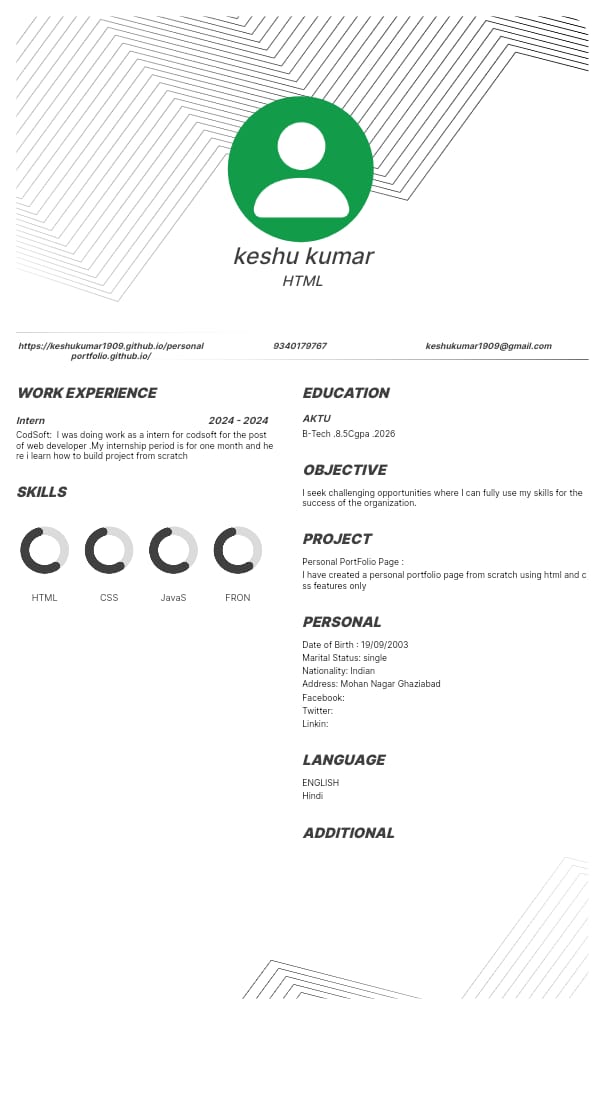 keshu kumar
HTML
https://keshukumar1909.github.io/personal
portfolio.github.io/
9340179767
keshukumar1909@gmail.com
WORK EXPERIENCE
Intern 2024 - 2024
CodSoft:  I was doing work as a intern for codsoft for the post
of web developer .My internship period is for one month and he
re i learn how to build project from scratch
SKILLS
HTML CSS JavaS FRON
EDUCATION
AKTU
B-Tech .8.5Cgpa .2026
OBJECTIVE
I seek challenging opportunities where I can fully use my skills for the
success of the organization.
PROJECT
Personal PortFolio Page :
I have created a personal portfolio page from scratch using html and c
ss features only
PERSONAL
Date of Birth : 19/09/2003
Marital Status: single
Nationality: Indian
Address: Mohan Nagar Ghaziabad
Facebook:
Twitter:
Linkin:
LANGUAGE
ENGLISH
Hindi
ADDITIONAL